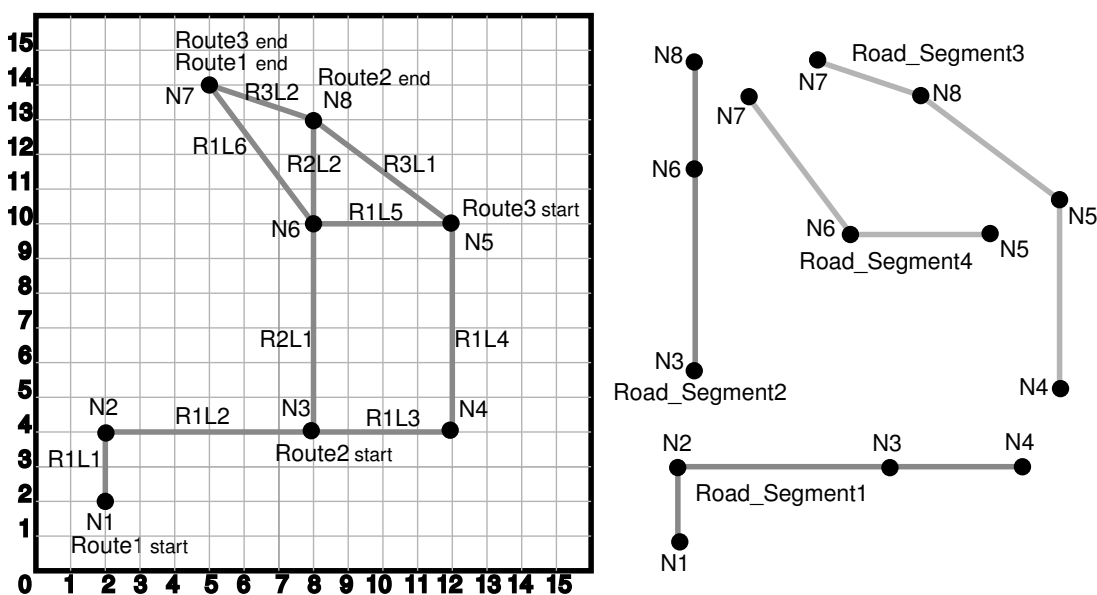 15
14
13
12
11
10
9
8
7
6
5
4
3
2
1
0 1 2 3 4 5 6 7 8 9 10 11 12 13 14 15
Route3 end
Route1 end
N7
R3L2
Route2 end
N8
R1L6
R2L2
R3L1
N6
R1L5
Route3 start
N5
R2L1
R1L4
N2
R1L2
N3
R1L3
N4
Route2 start
R1L1
N1
Route1 start
N8
N6
N3
Road_Segment2
N7
N6
N5
Road_Segment4
N7
Road_Segment3
N8
N5
N4
N2
N3
N4
Road_Segment1
N1